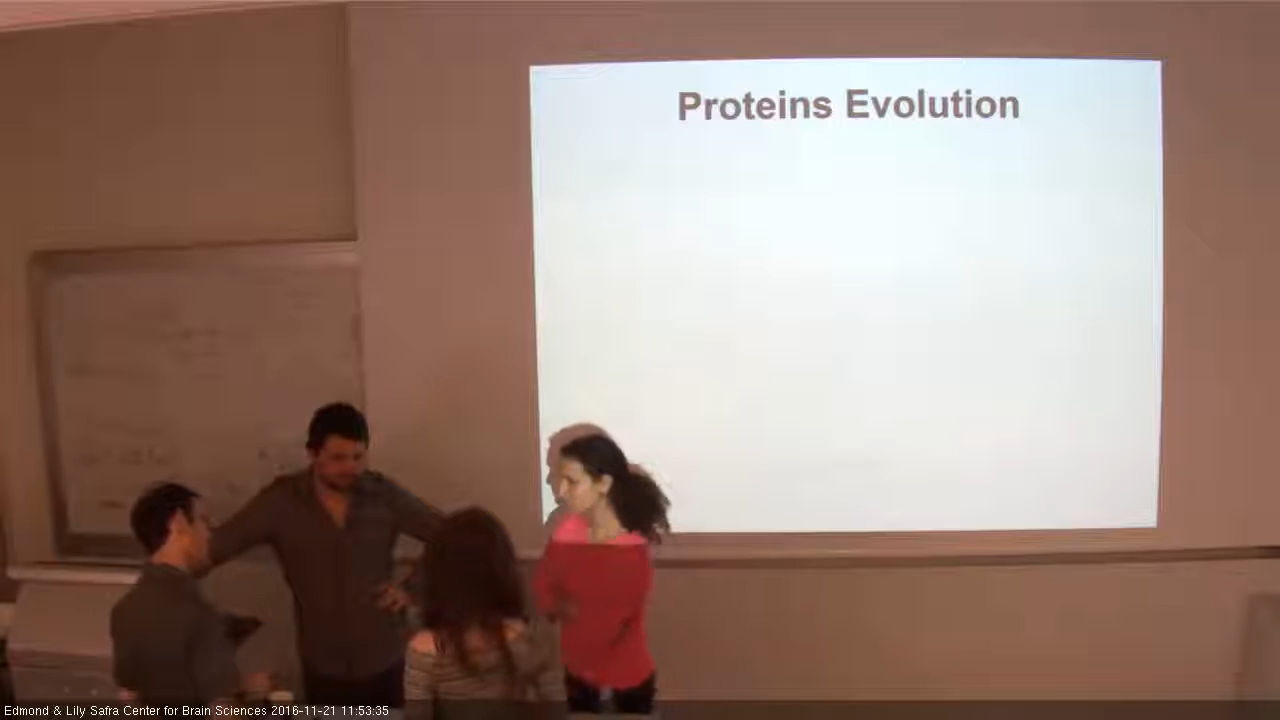 Proteins Evolution
Edmond & Lily Safra Center for Brain Sciences 2016-11-21 11:53:35